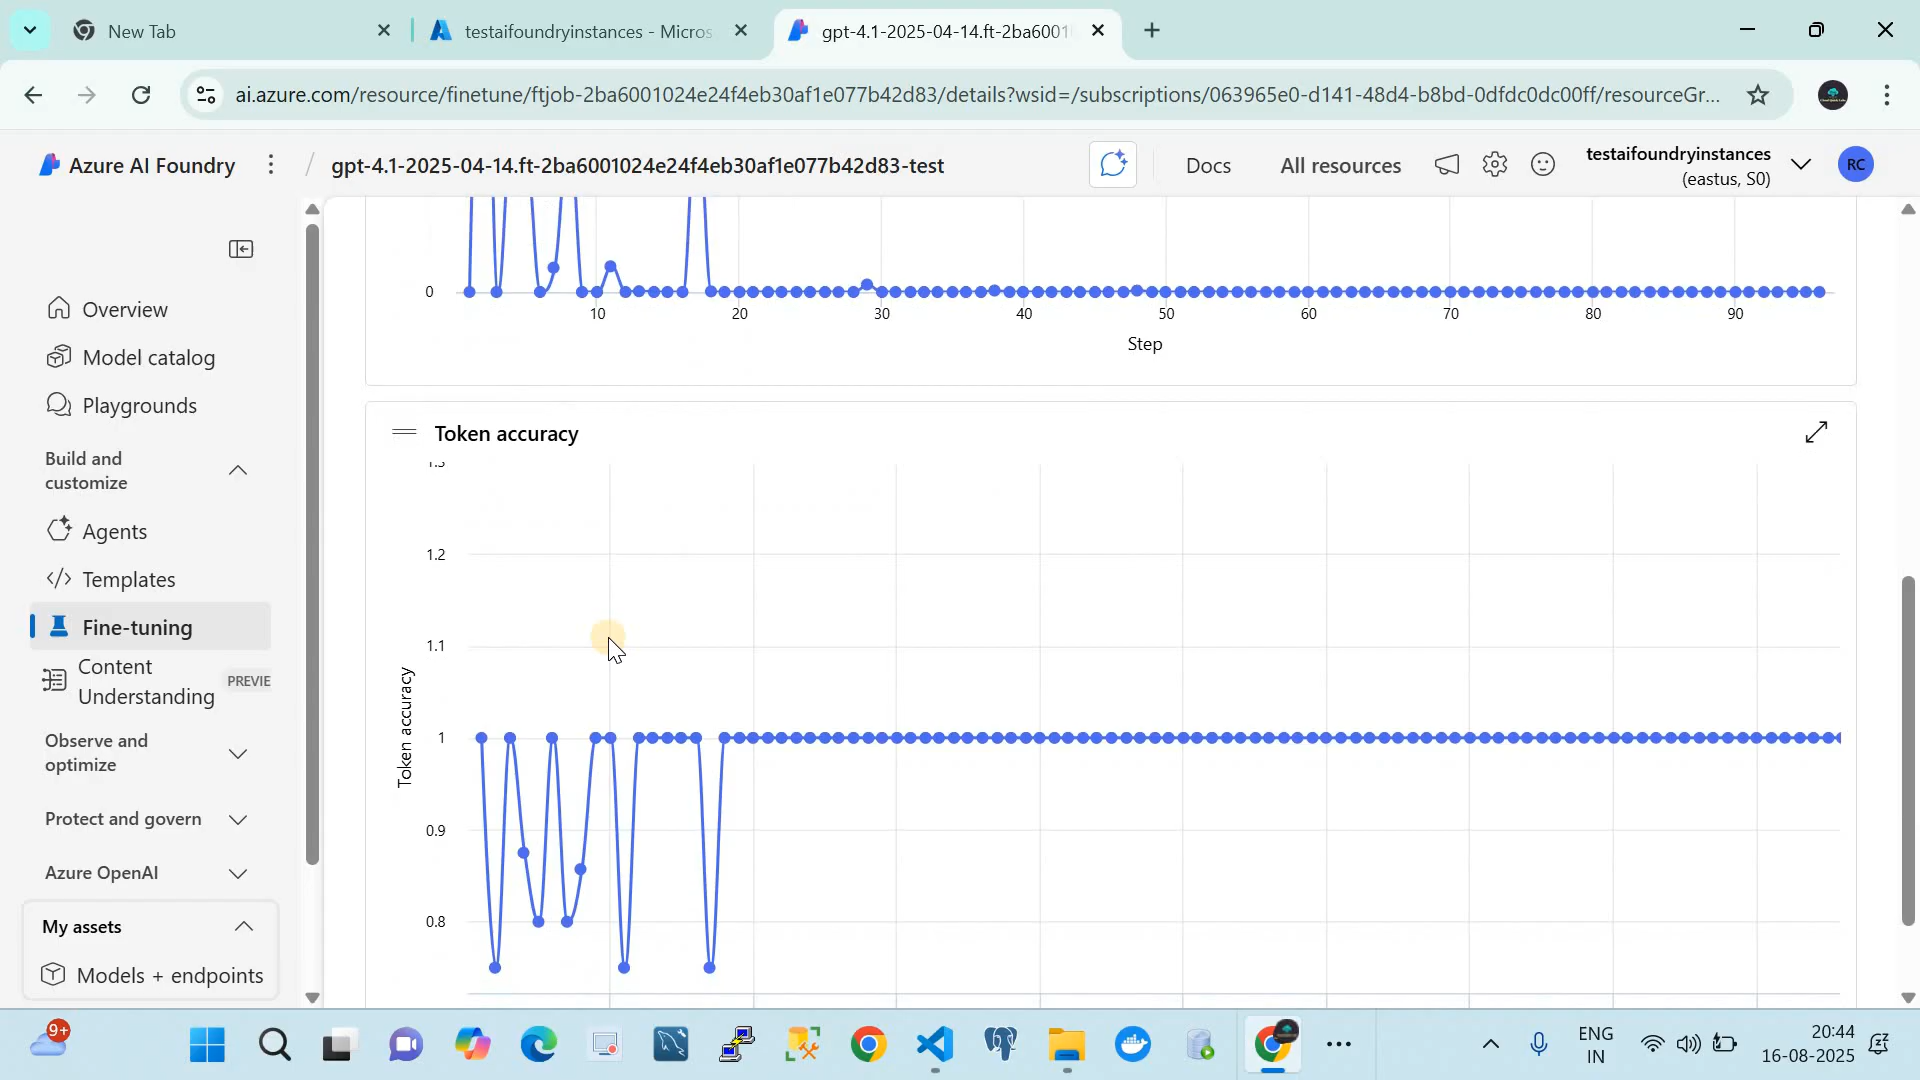 New Tab
testaifoundryinstances - Micros
gpt-4.1-2025-04-14.ft-2ba6001
ai.azure.com/resource/finetune/ftjob-2ba6001024e24f4eb30af1e077b42d83/details?wsid=/subscriptions/063965e0-d141-48d4-b8bd-0dfdc0dc00ff/resourceGr...
Azure AI Foundry
/ gpt-4.1-2025-04-14.ft-2ba6001024e24f4eb30af1e077b42d83-test
Docs
All resources
testaifoundryinstances
(eastus, S0)
RC
Overview
Model catalog
Playgrounds
Build and
customize
Agents
Templates
Fine-tuning
Content
Understanding
PREVIE
Observe and
optimize
Protect and govern
Azure OpenAI
My assets
Models + endpoints
0
10 20 30 40 50 60 70 80 90
Step
Token accuracy
1.3
1.2
1.1
1
0.9
0.8
Token accuracy
9+
ENG
IN
20:44
16-08-2025